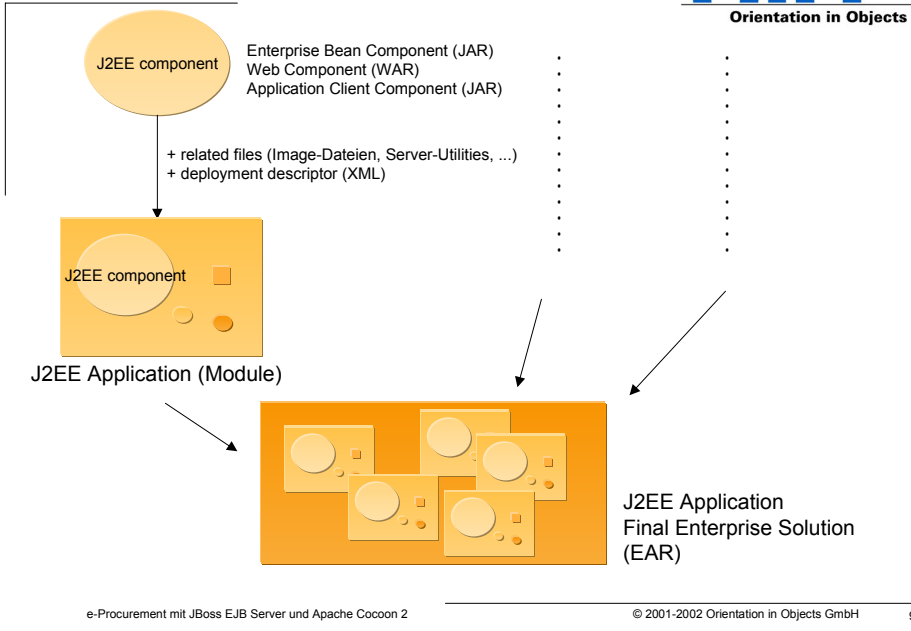 Orientation in Objects
J2EE component
Enterprise Bean Component (JAR)
Web Component (WAR)
Application Client Component (JAR)
+ related files (Image-Dateien, Server-Utilities, ...)
+ deployment descriptor (XML)
J2EE component
J2EE Application (Module)
J2EE Application
Final Enterprise Solution
(EAR)
e-Procurement mit JBoss EJB Server und Apache Cocoon 2
© 2001-2002 Orientation in Objects GmbH